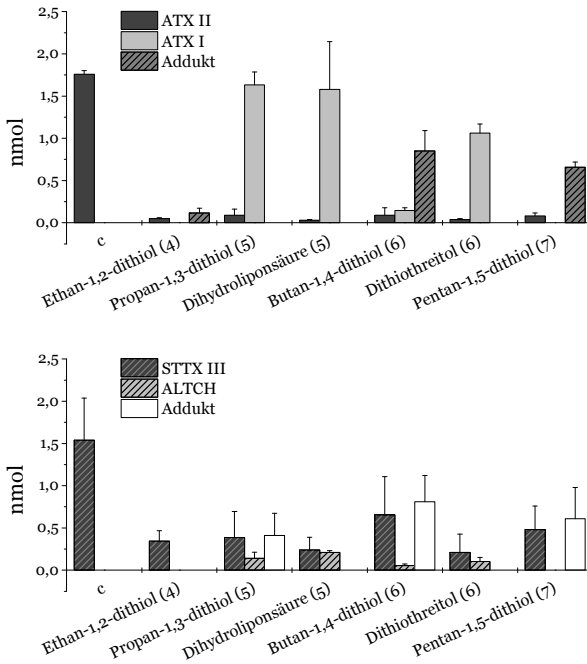 ATX II
ATX I
Addukt
2,5
2,0
1,5
1,0
0,5
0,0
nmol
c
Ethan-1,2-dithiol (4)
Propan-1,3-dithiol (5)
Dihydroliponsäure (5)
Butan-1,4-dithiol (6)
Dithiothreitol (6)
Pentan-1,5-dithiol (7)
STTX III
ALTCH
Addukt
2,5
2,0
1,5
1,0
0,5
0,0
nmol
c
Ethan-1,2-dithiol (4)
Propan-1,3-dithiol (5)
Dihydroliponsäure (5)
Butan-1,4-dithiol (6)
Dithiothreitol (6)
Pentan-1,5-dithiol (7)